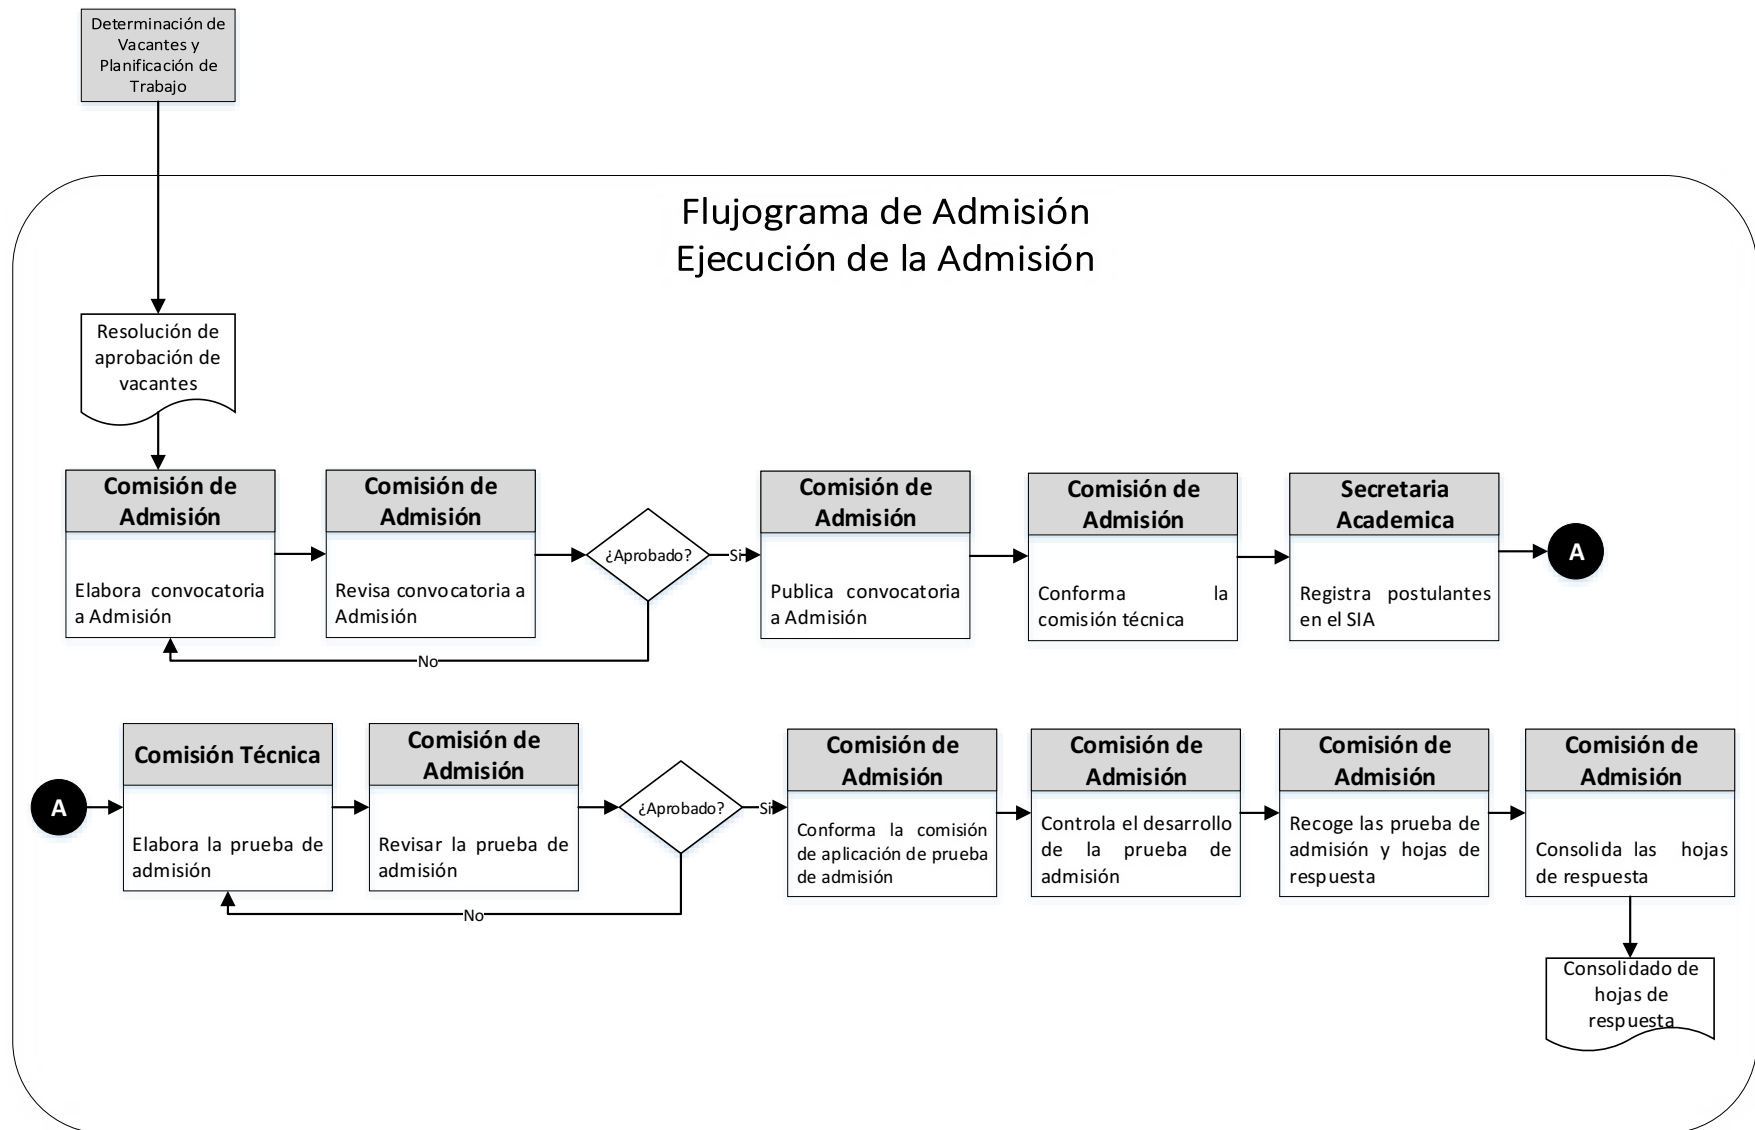 Determinación de
Vacantes y
Planificación de
Trabajo
Flujograma de Admisión
Ejecución de la Admisión
Resolución de
aprobación de
vacantes
Comisión de
Admisión
Elabora convocatoria
a Admisión
Comisión de
Admisión
Revisa convocatoria a
Admisión
¿Aprobado?
Si
No
Comisión de
Admisión
Publica convocatoria
a Admisión
Comisión de
Admisión
Conforma la
comisión técnica
Secretaria
Academica
Registra postulantes
en el SIA
A
A
Comisión Técnica
Elabora la prueba de
admisión
Comisión de
Admisión
Revisar la prueba de
admisión
¿Aprobado?
Si
No
Comisión de
Admisión
Conforma la comisión
de aplicación de prueba
de admisión
Comisión de
Admisión
Controla el desarrollo
de la prueba de
admisión
Comisión de
Admisión
Recoge las prueba de
admisión y hojas de
respuesta
Comisión de
Admisión
Consolida las hojas
de respuesta
Consolidado de
hojas de
respuesta